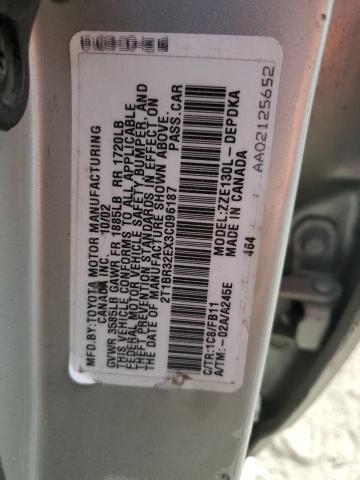 MFD. BY: TOYOTA MOTOR MANUFACTURING
CANADA INC. 10/02
GVWR 3585LB GAWR FR 1885LB RR 1720LB
THIS VEHICLE CONFORMS TO ALL APPLICABLE
FEDERAL MOTOR VEHICLE SAFETY, BUMPER, AND
THEFT PREVENTION STANDARDS IN EFFECT ON
THE DATE OF MANUFACTURE SHOWN ABOVE.
2T1BR32EX3C096187 PASS.CAR
C/TR:1C8/FB11 MODEL:ZZE130L-DEPDKA
A/TM:-02A/A245E MADE IN CANADA
464
AA02125652